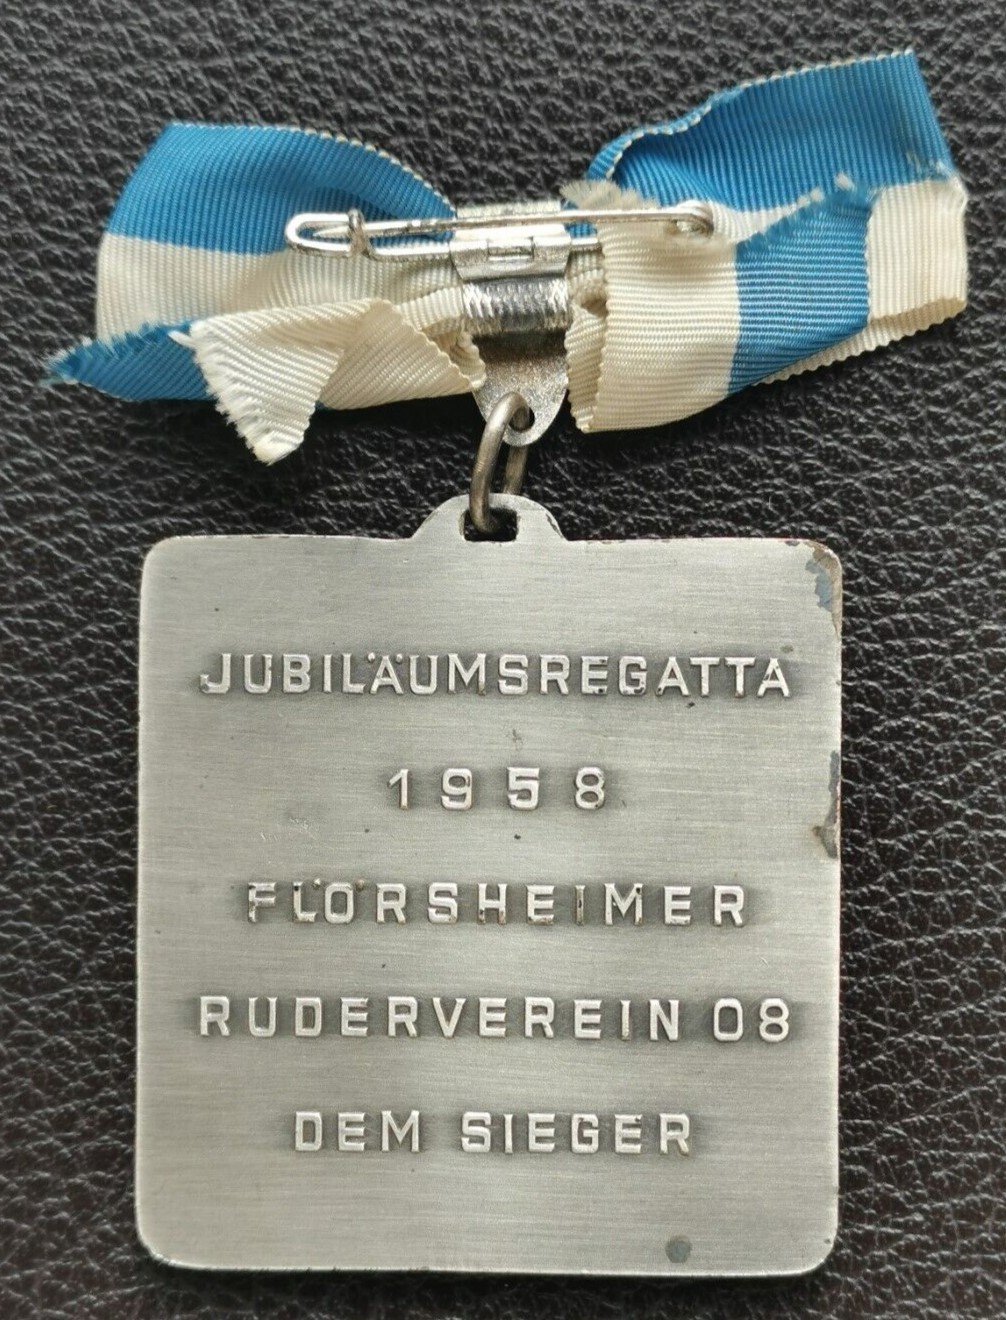 JUBILÄUMSREGATTA
1958
FLÖRSHEIMER
RUDERVEREIN 08
DEM SIEGER